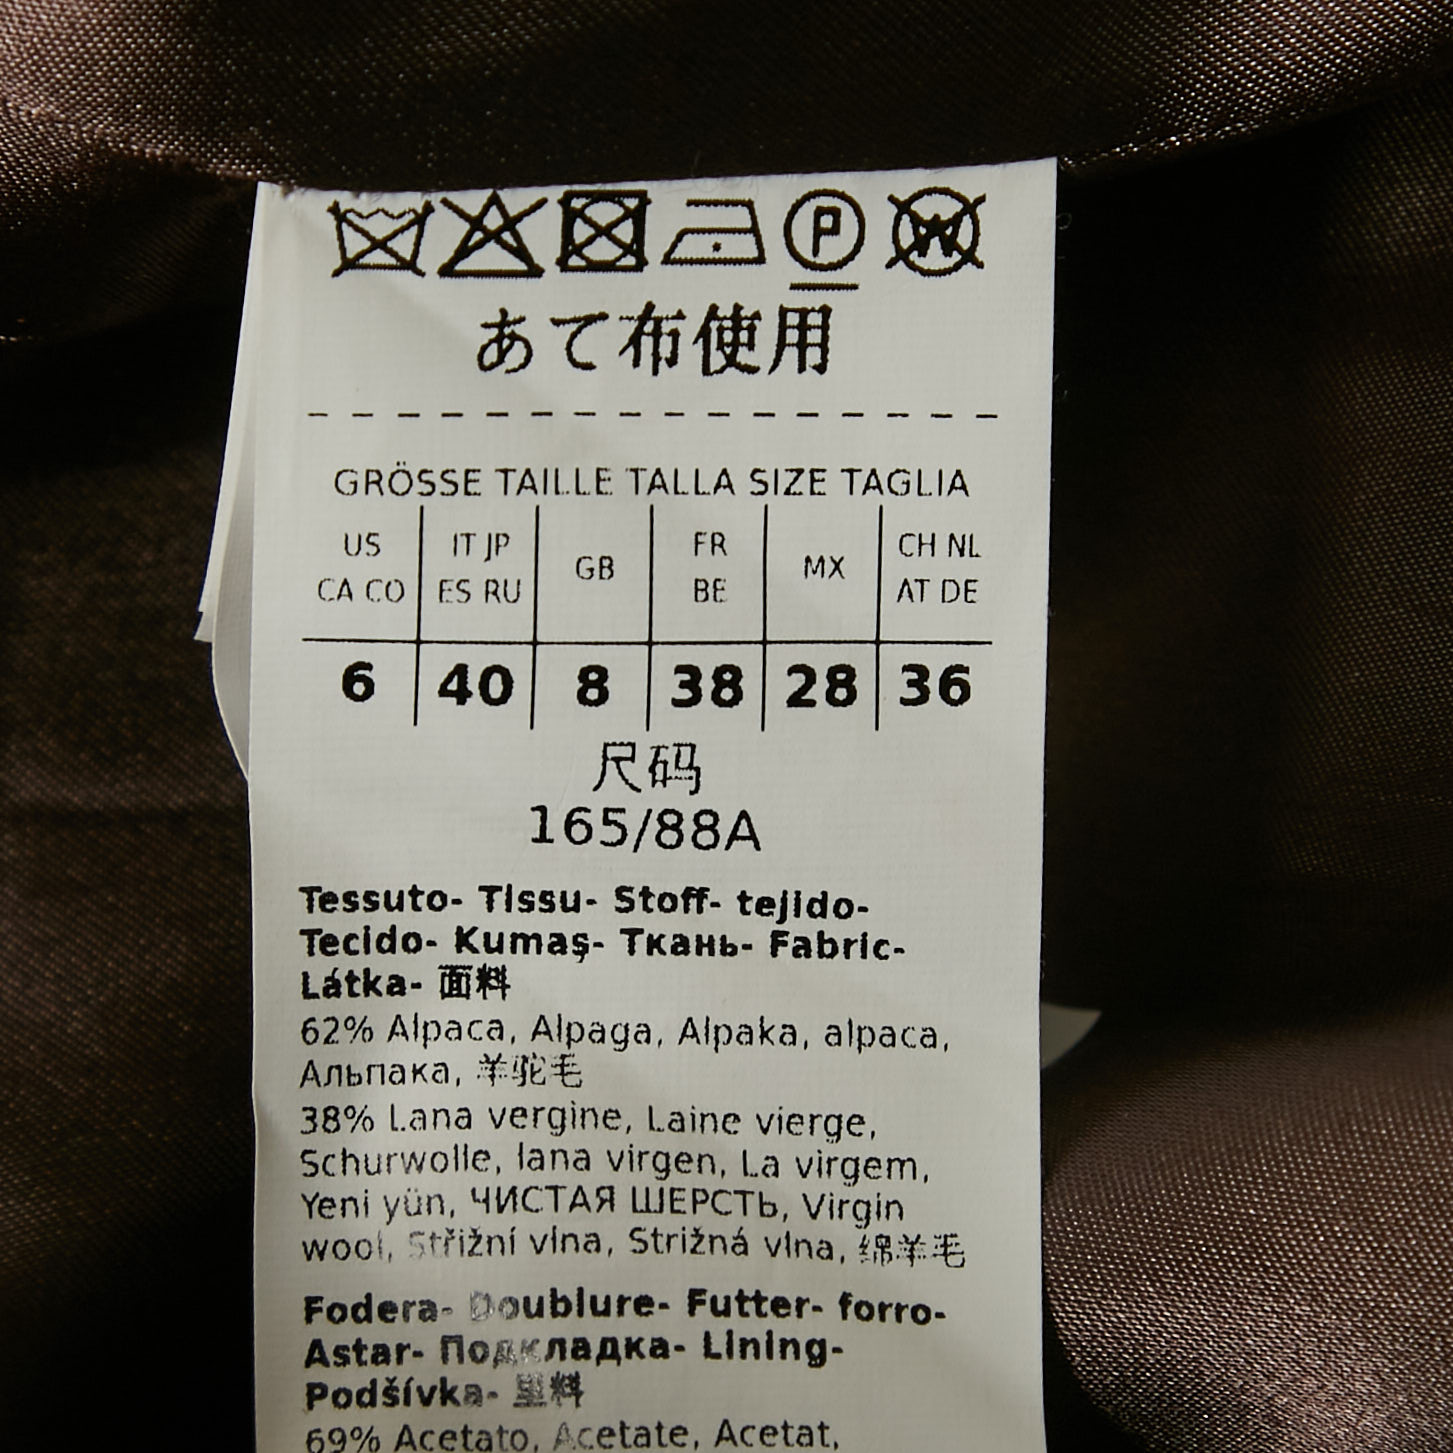 P W
あて布使用
GRÖSSE TAILLE TALLA SIZE TAGLIA
US CA CO | IT JP ES RU | GB | FR BE | MX | CH NL AT DE
6 | 40 | 8 | 38 | 28 | 36
尺码
165/88A
Tessuto- Tissu- Stoff- tejido-
Tecido- Kumaş- Ткань- Fabric-
Látka- 面料
62% Alpaca, Alpaga, Alpaka, alpaca,
Альпака, 羊驼毛
38% Lana vergine, Laine vierge,
Schurwolle, lana virgen, La virgem,
Yeni yün, ЧИСТАЯ ШЕРСТЬ, Virgin
wool, Střižní vlna, Strižná vlna, 绵羊毛
Fodera- Doublure- Futter- forro-
Astar- Подкладка- Lining-
Podšívka- 里料
69% Acetato, Acetate, Acetat,